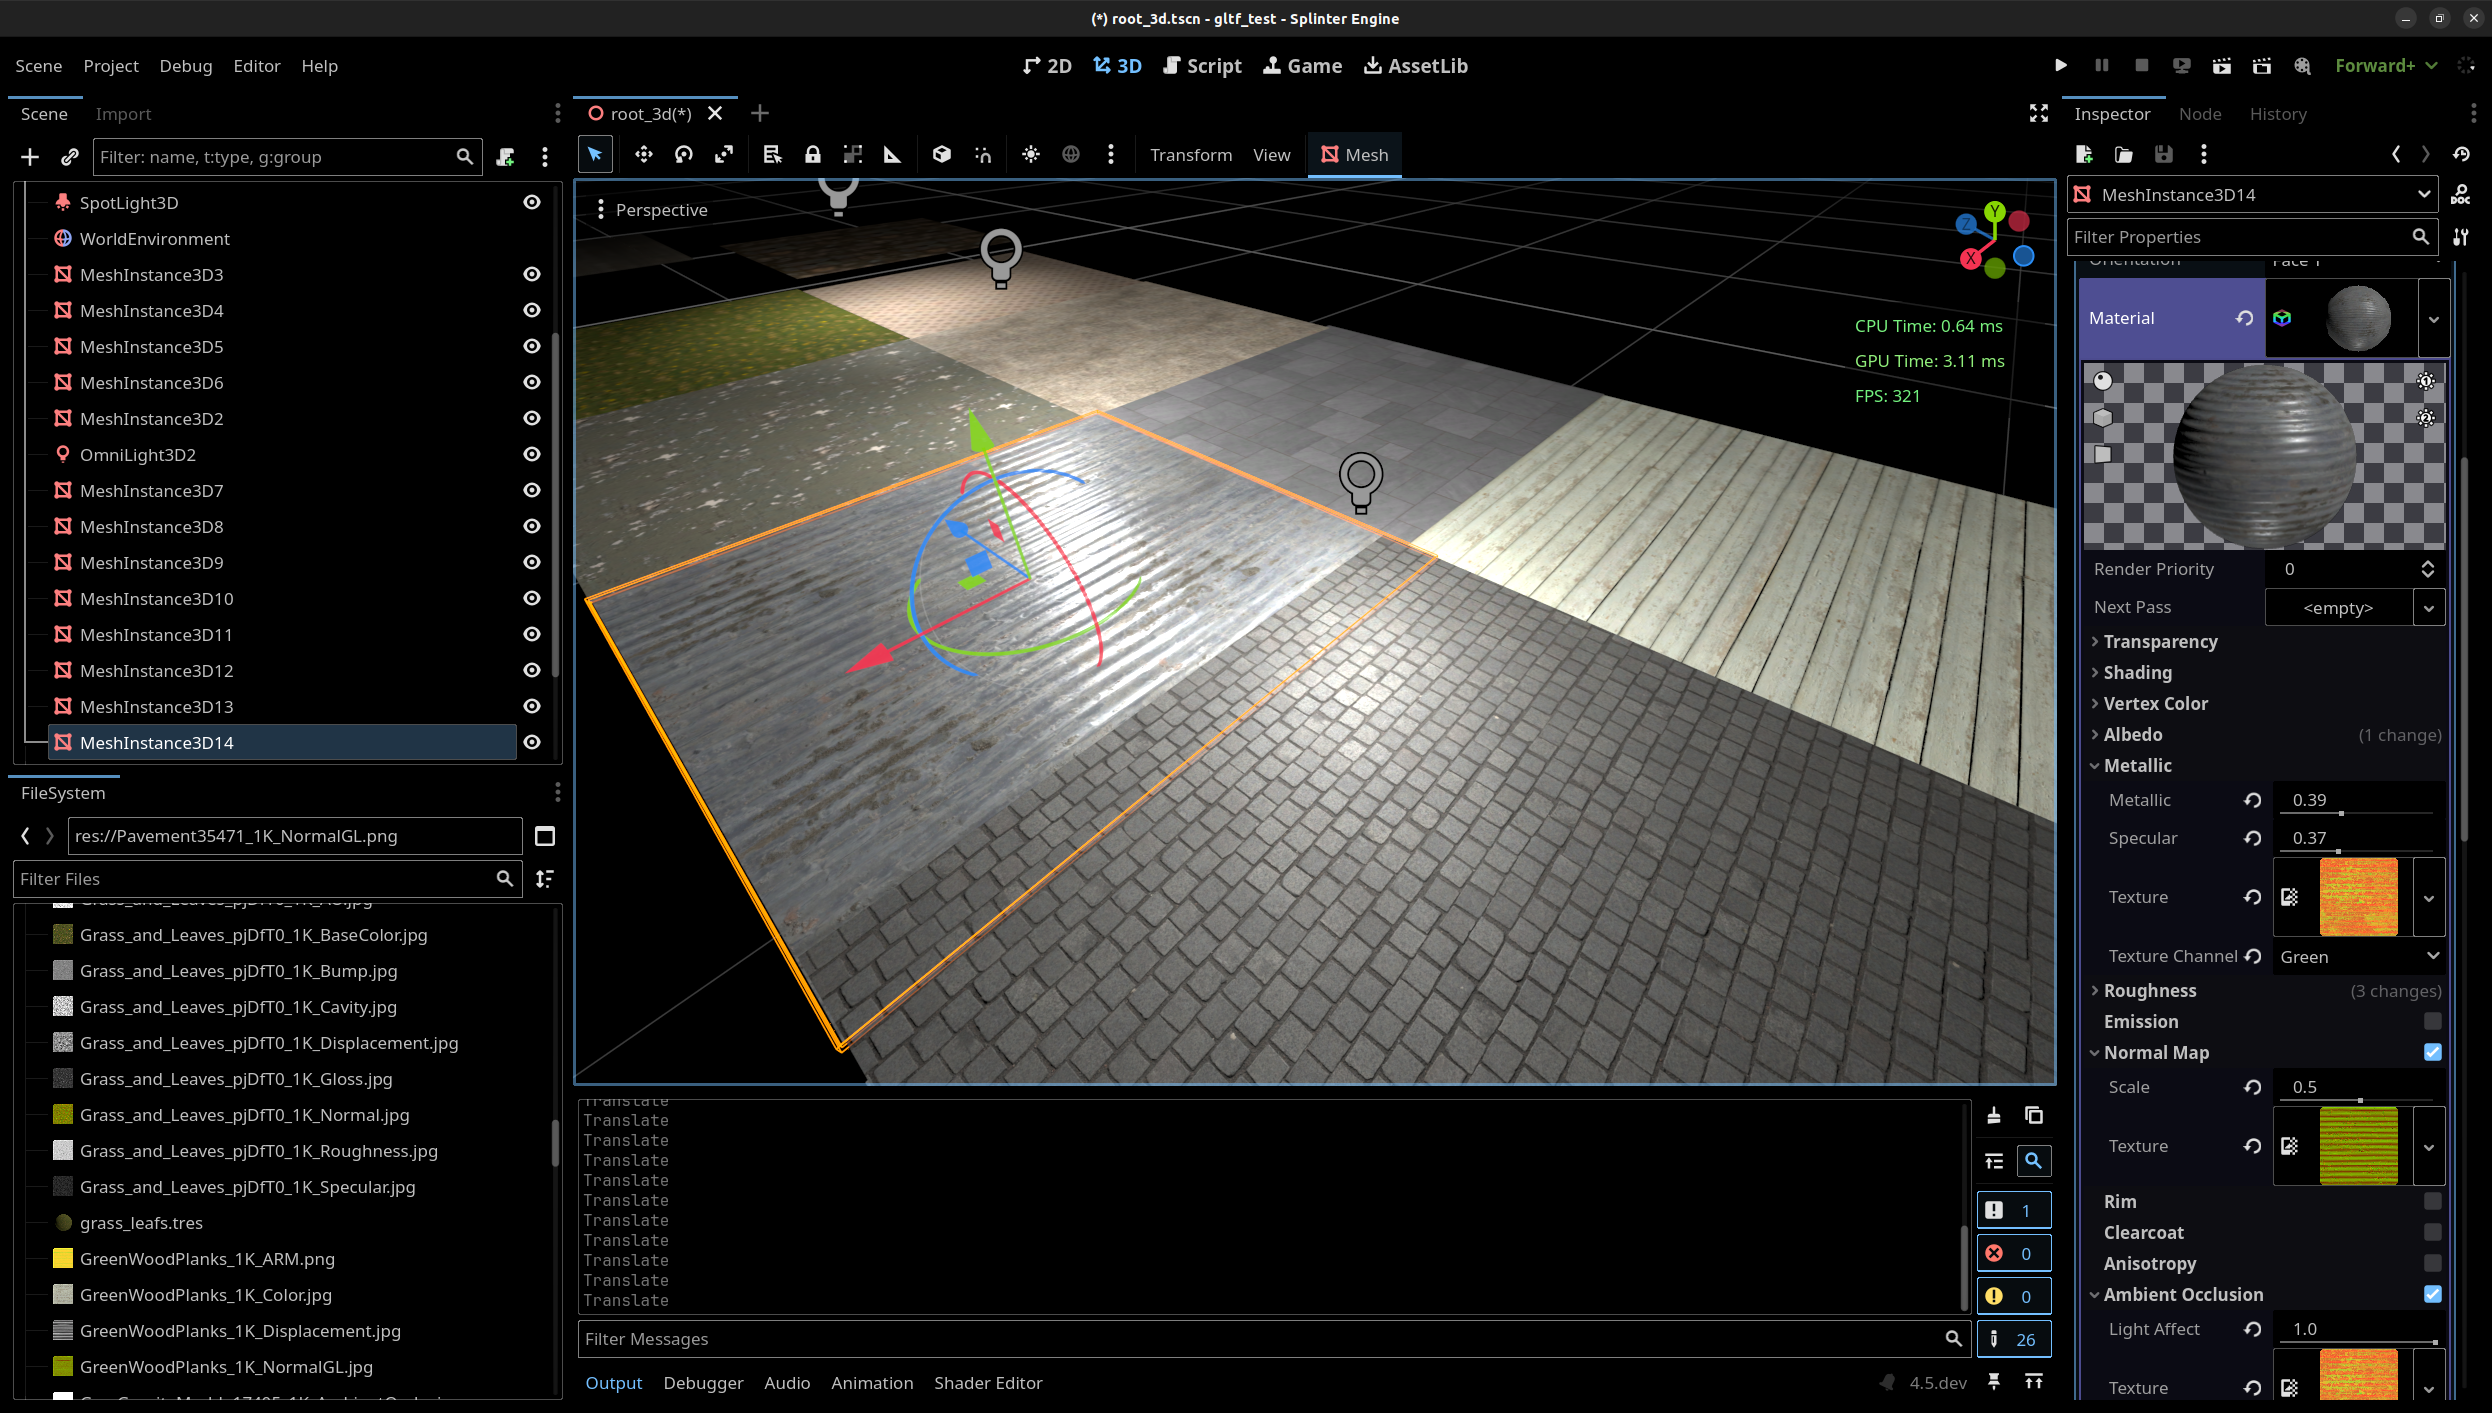 (*) root_3d.tscn - gltf_test - Splinter Engine
Scene Project Debug Editor Help
2D 3D Script Game AssetLib
Forward+
Scene Import
Filter: name, t:type, g:group
SpotLight3D
WorldEnvironment
MeshInstance3D3
MeshInstance3D4
MeshInstance3D5
MeshInstance3D6
MeshInstance3D2
OmniLight3D2
MeshInstance3D7
MeshInstance3D8
MeshInstance3D9
MeshInstance3D10
MeshInstance3D11
MeshInstance3D12
MeshInstance3D13
MeshInstance3D14
FileSystem
res://Pavement35471_1K_NormalGL.png
Filter Files
Grass_and_Leaves_pjDfT0_1K_AO.jpg
Grass_and_Leaves_pjDfT0_1K_BaseColor.jpg
Grass_and_Leaves_pjDfT0_1K_Bump.jpg
Grass_and_Leaves_pjDfT0_1K_Cavity.jpg
Grass_and_Leaves_pjDfT0_1K_Displacement.jpg
Grass_and_Leaves_pjDfT0_1K_Gloss.jpg
Grass_and_Leaves_pjDfT0_1K_Normal.jpg
Grass_and_Leaves_pjDfT0_1K_Roughness.jpg
Grass_and_Leaves_pjDfT0_1K_Specular.jpg
grass_leafs.tres
GreenWoodPlanks_1K_ARM.png
GreenWoodPlanks_1K_Color.jpg
GreenWoodPlanks_1K_Displacement.jpg
GreenWoodPlanks_1K_NormalGL.jpg
root_3d(*)
Transform View Mesh
Perspective
Y
Z
X
CPU Time: 0.64 ms
GPU Time: 3.11 ms
FPS: 321
Translate
Translate
Translate
Translate
Translate
Translate
Translate
Translate
Translate
Translate
Translate
1
0
0
26
Filter Messages
Output Debugger Audio Animation Shader Editor
4.5.dev
Inspector Node History
MeshInstance3D14
DOC
Filter Properties
Orientation Face Y
Material
1
2
Render Priority 0
Next Pass <empty>
Transparency
Shading
Vertex Color
Albedo (1 change)
Metallic
Metallic 0.39
Specular 0.37
Texture
Texture Channel Green
Roughness (3 changes)
Emission
Normal Map
Scale 0.5
Texture
Rim
Clearcoat
Anisotropy
Ambient Occlusion
Light Affect 1.0
Texture